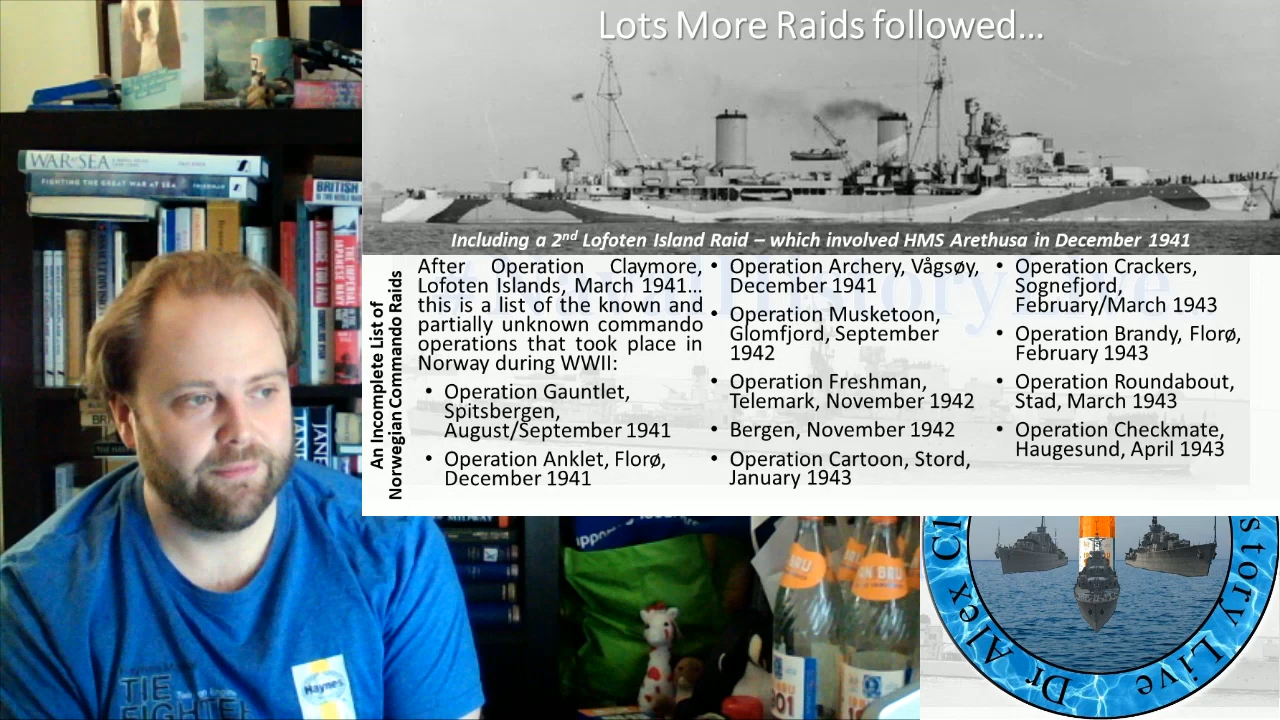 Lots More Raids followed...
Including a 2nd Lofoten Island Raid – which involved HMS Arethusa in December 1941
An Incomplete List of
Norwegian Commando Raids
After Operation Claymore,
Lofoten Islands, March 1941...
this is a list of the known and
partially unknown commando
operations that took place in
Norway during WWII:
• Operation Gauntlet,
Spitsbergen,
August/September 1941
• Operation Anklet, Florø,
December 1941
• Operation Archery, Vågsøy,
December 1941
• Operation Musketoon,
Glomfjord, September
1942
• Operation Freshman,
Telemark, November 1942
• Bergen, November 1942
• Operation Cartoon, Stord,
January 1943
• Operation Crackers,
Sognefjord,
February/March 1943
• Operation Brandy, Florø,
February 1943
• Operation Roundabout,
Stad, March 1943
• Operation Checkmate,
Haugesund, April 1943
WAR AT SEA
FIGHTING THE GREAT WAR AT SEA
FRIEDMAN
BRITISH
THE IMPERIAL
JAPANESE NAVY
JANE
Haynes
TIE
FIGHTER
BRU
Dr Alex Cl
story Live